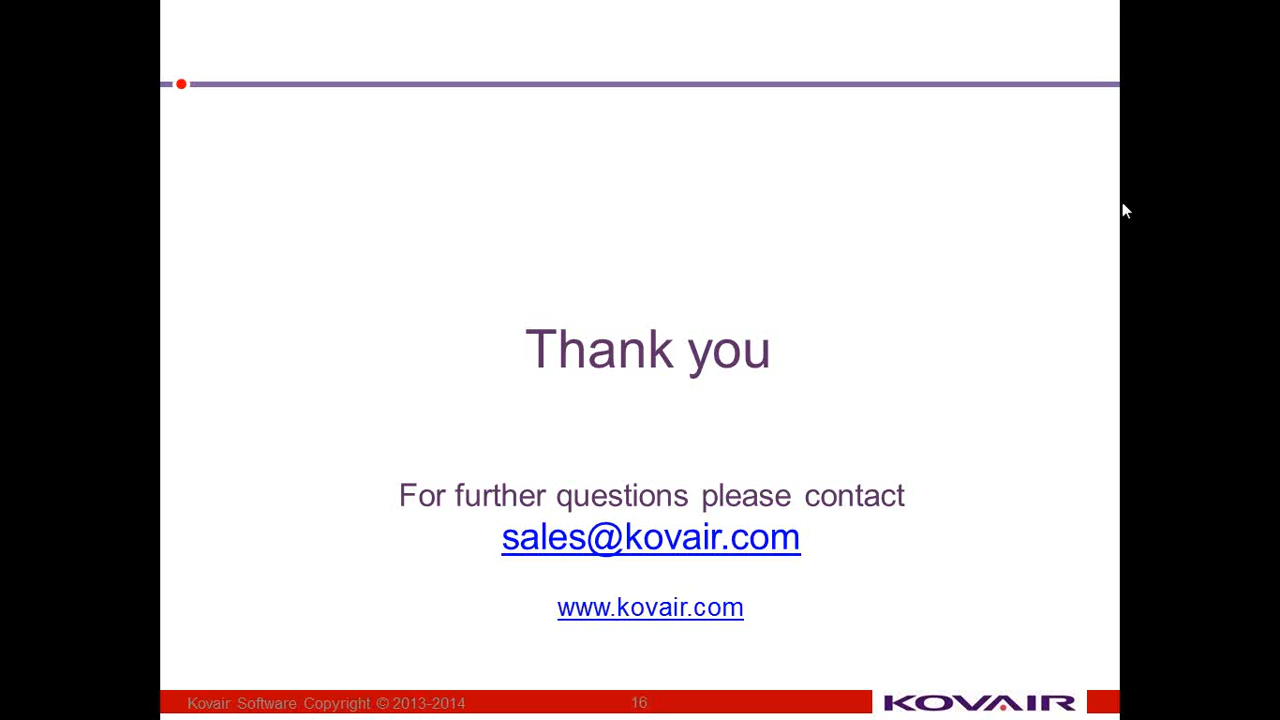 Thank you
For further questions please contact
sales@kovair.com
www.kovair.com
Kovair Software Copyright © 2013-2014
16
KOVAIR